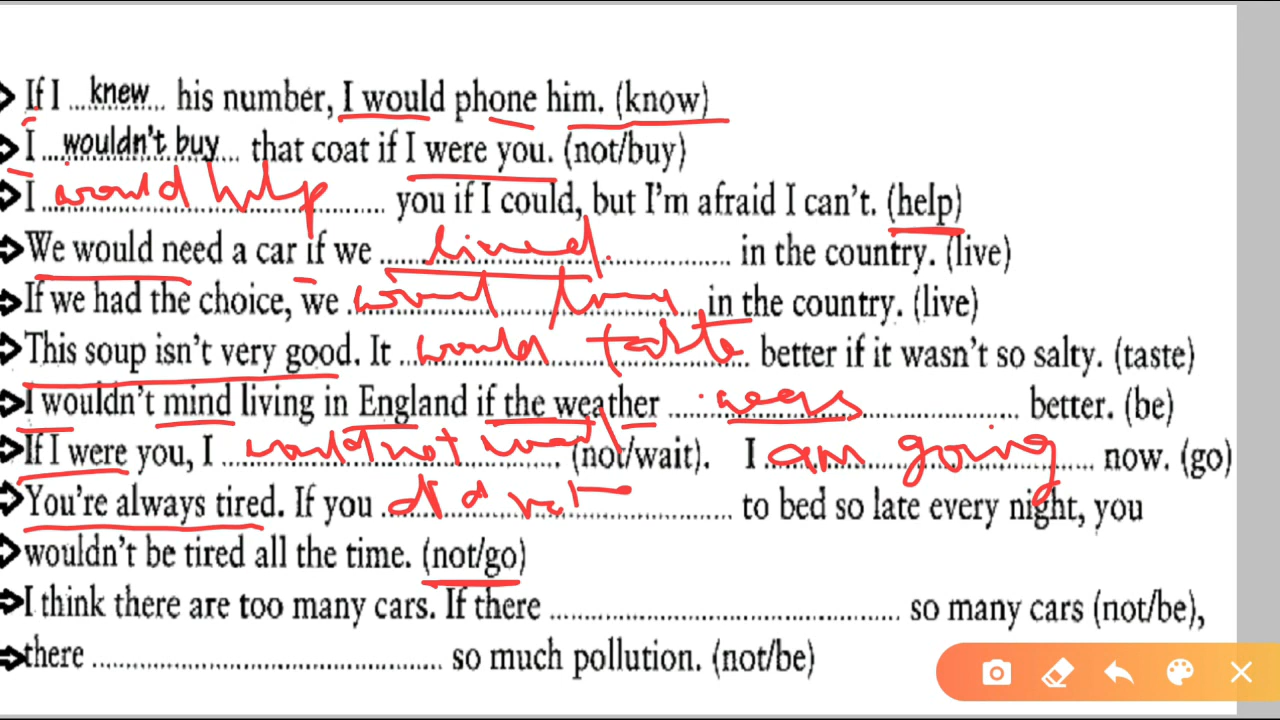 If I ...knew... his number, I would phone him. (know)
I ...wouldn't buy... that coat if I were you. (not/buy)
I would help you if I could, but I'm afraid I can't. (help)
We would need a car if we lived in the country. (live)
If we had the choice, we would in the country. (live)
This soup isn't very good. It would taste better if it wasn't so salty. (taste)
I wouldn't mind living in England if the weather better. (be)
If I were you, I would not wait (not/wait). I am going now. (go)
You're always tired. If you did not to bed so late every night, you
wouldn't be tired all the time. (not/go)
I think there are too many cars. If there .......... so many cars (not/be),
there .......... so much pollution. (not/be)